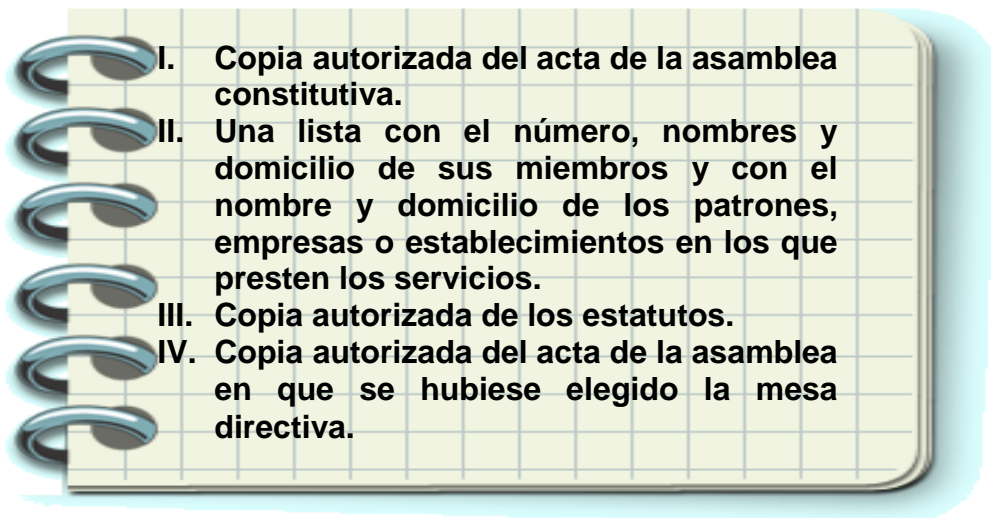 I. Copia autorizada del acta de la asamblea
constitutiva.
II. Una lista con el número, nombres y
domicilio de sus miembros y con el
nombre y domicilio de los patrones,
empresas o establecimientos en los que
presten los servicios.
III. Copia autorizada de los estatutos.
IV. Copia autorizada del acta de la asamblea
en que se hubiese elegido la mesa
directiva.